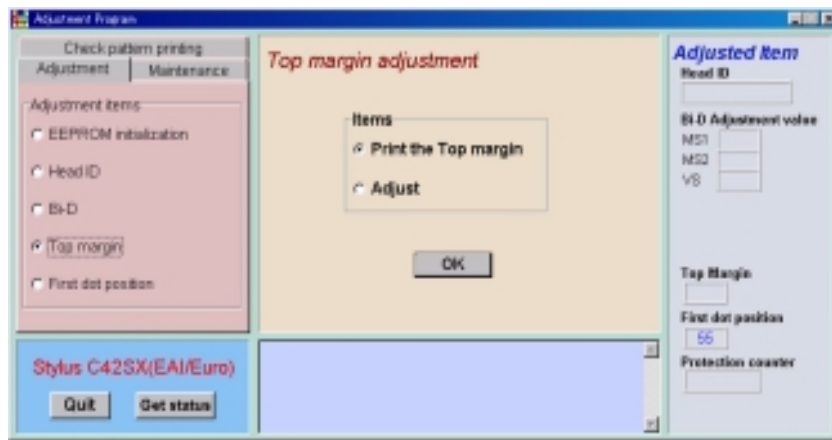 Adjustment Program
Check pattern printing
Adjustment
Maintenance
Adjustment items
EEPROM initialization
Head ID
Bi-D
Top margin
First dot position
Top margin adjustment
Items
Print the Top margin
Adjust
OK
Adjusted Item
Head ID
Bi-D Adjustment value
MS1
MS2
VS
Top Margin
First dot position
55
Protection counter
Stylus C42SX(EAI/Euro)
Quit
Get status